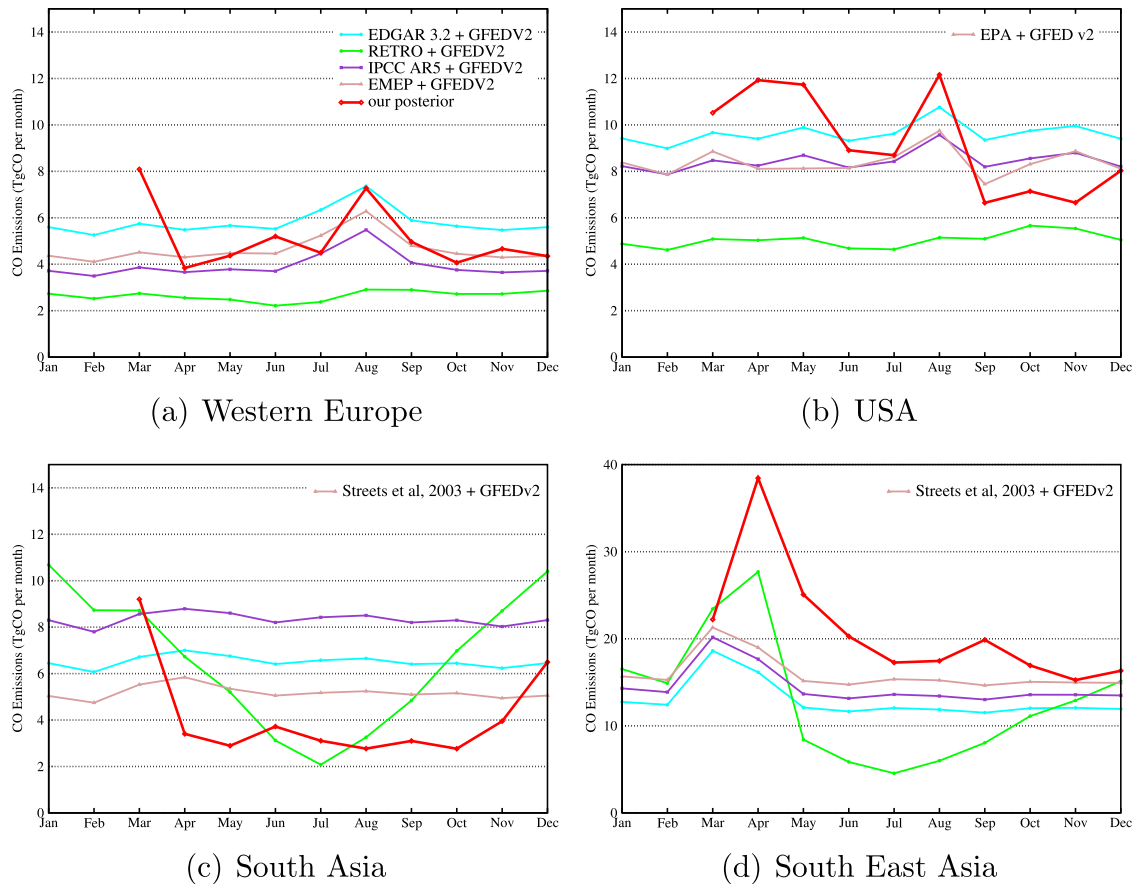 CO Emissions (TgCO per month)
14
12
10
8
6
4
2
0
EDGAR 3.2 + GFEDV2
RETRO + GFEDV2
IPCC AR5 + GFEDV2
EMEP + GFEDV2
our posterior
Jan Feb Mar Apr May Jun Jul Aug Sep Oct Nov Dec
(a) Western Europe
CO Emissions (TgCO per month)
14
12
10
8
6
4
2
0
EPA + GFED v2
Jan Feb Mar Apr May Jun Jul Aug Sep Oct Nov Dec
(b) USA
CO Emissions (TgCO per month)
14
12
10
8
6
4
2
0
Streets et al, 2003 + GFEDv2
Jan Feb Mar Apr May Jun Jul Aug Sep Oct Nov Dec
(c) South Asia
CO Emissions (TgCO per month)
40
30
20
10
0
Streets et al, 2003 + GFEDv2
Jan Feb Mar Apr May Jun Jul Aug Sep Oct Nov Dec
(d) South East Asia